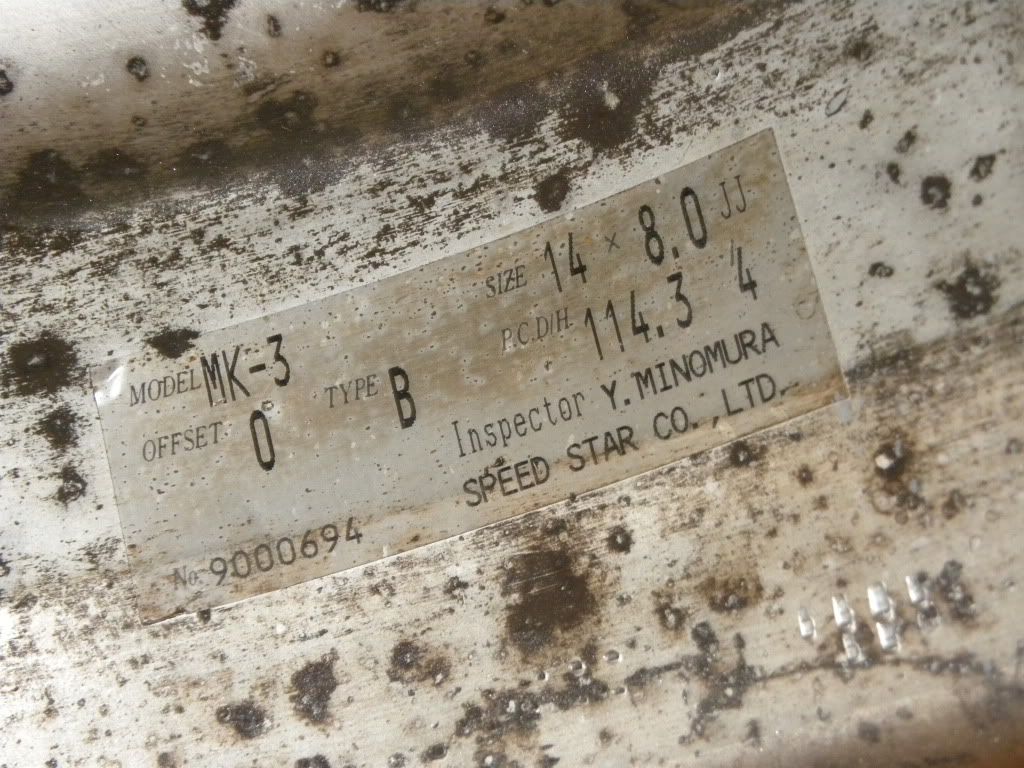 SIZE 14 × 8.0 JJ
MODEL MK-3 P.C.D/H. 114.3 4
OFFSET 0 TYPE B
Inspector Y.MINOMURA
SPEED STAR CO.,LTD.
No. 9000694